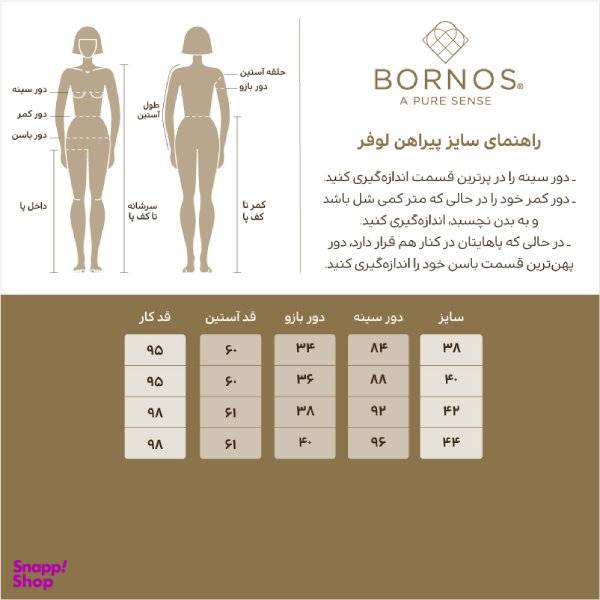 BORNOS®
A PURE SENSE
راهنمای سایز پیراهن لوفر
ـ دور سینه را در پرترین قسمت اندازه‌گیری کنید.
ـ دور کمر خود را در حالی که متر کمی شل باشد
و به بدن نچسبد، اندازه‌گیری کنید.
ـ در حالی که پاهایتان در کنار هم قرار دارد، دور
پهن‌ترین قسمت باسن خود را اندازه‌گیری کنید.
حلقه آستین
دور بازو
طول
آستین
کمر تا
کف پا
دور سینه
دور کمر
دور باسن
داخل پا
سرشانه
تا کف پا
سایز دور سینه دور بازو قد آستین قد کار
۳۸ ۸۴ ۳۴ ۶۰ ۹۵
۴۰ ۸۸ ۳۶ ۶۰ ۹۵
۴۲ ۹۲ ۳۸ ۶۱ ۹۸
۴۴ ۹۶ ۴۰ ۶۱ ۹۸
Snapp!
Shop